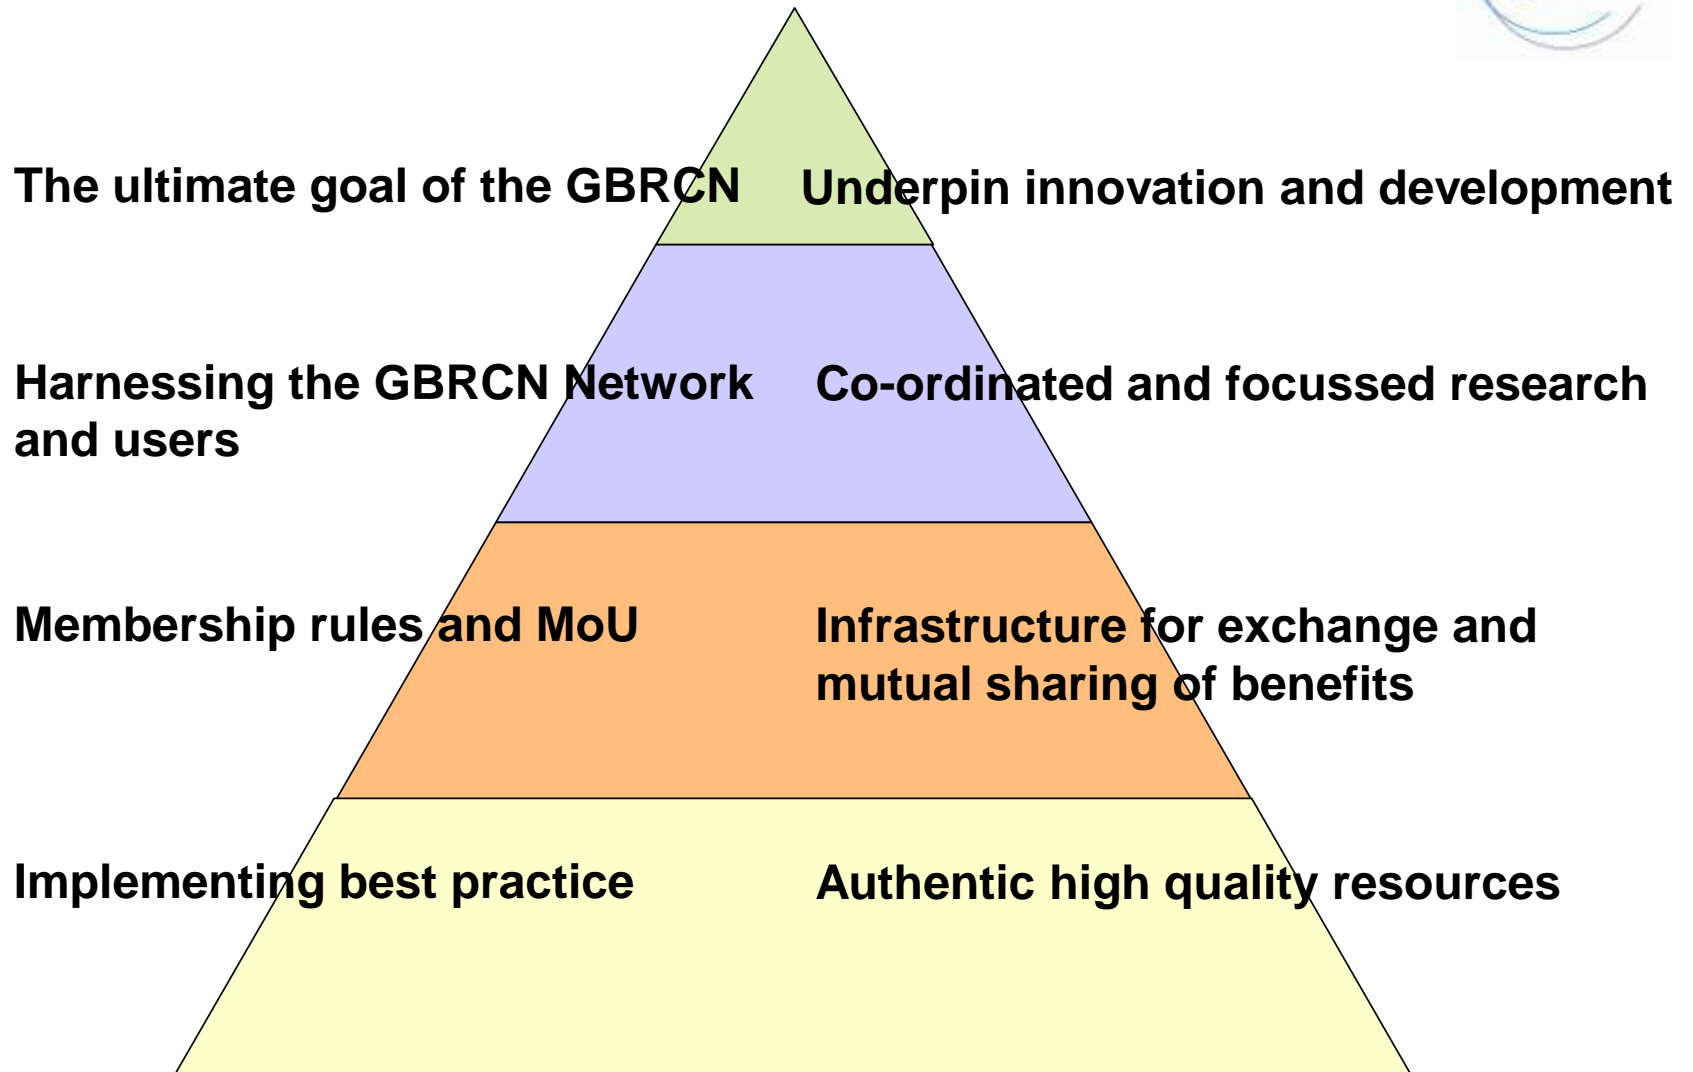 The ultimate goal of the GBRCN
Underpin innovation and development
Harnessing the GBRCN Network
and users
Co-ordinated and focussed research
Membership rules and MoU
Infrastructure for exchange and
mutual sharing of benefits
Implementing best practice
Authentic high quality resources